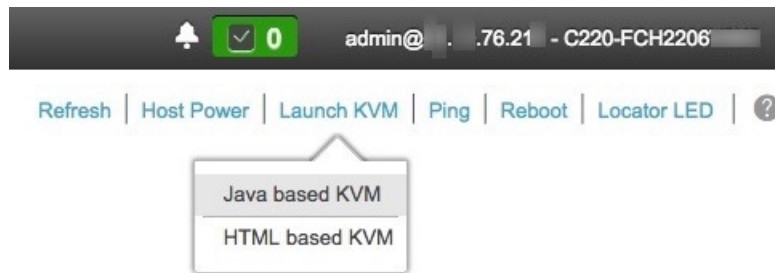 0 admin@ . .76.21 - C220-FCH2206
Refresh | Host Power | Launch KVM | Ping | Reboot | Locator LED | ?
Java based KVM
HTML based KVM